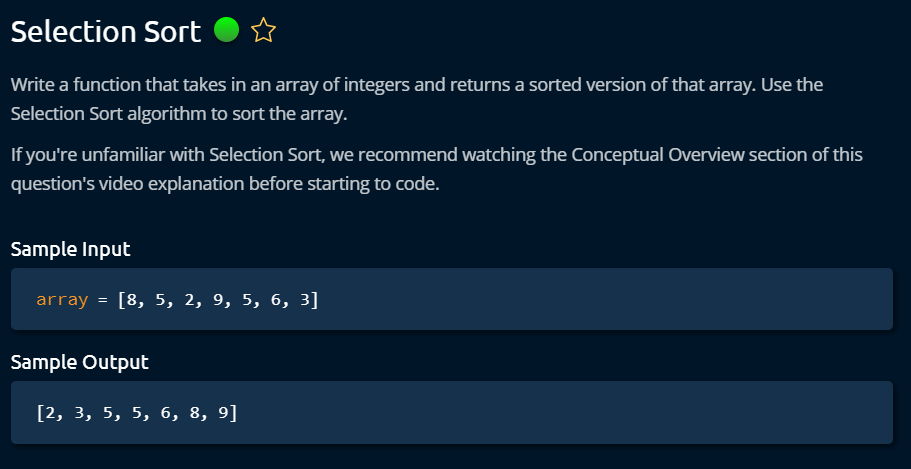 Selection Sort
Write a function that takes in an array of integers and returns a sorted version of that array. Use the
Selection Sort algorithm to sort the array.
If you're unfamiliar with Selection Sort, we recommend watching the Conceptual Overview section of this
question's video explanation before starting to code.
Sample Input
array = [8, 5, 2, 9, 5, 6, 3]
Sample Output
[2, 3, 5, 5, 6, 8, 9]